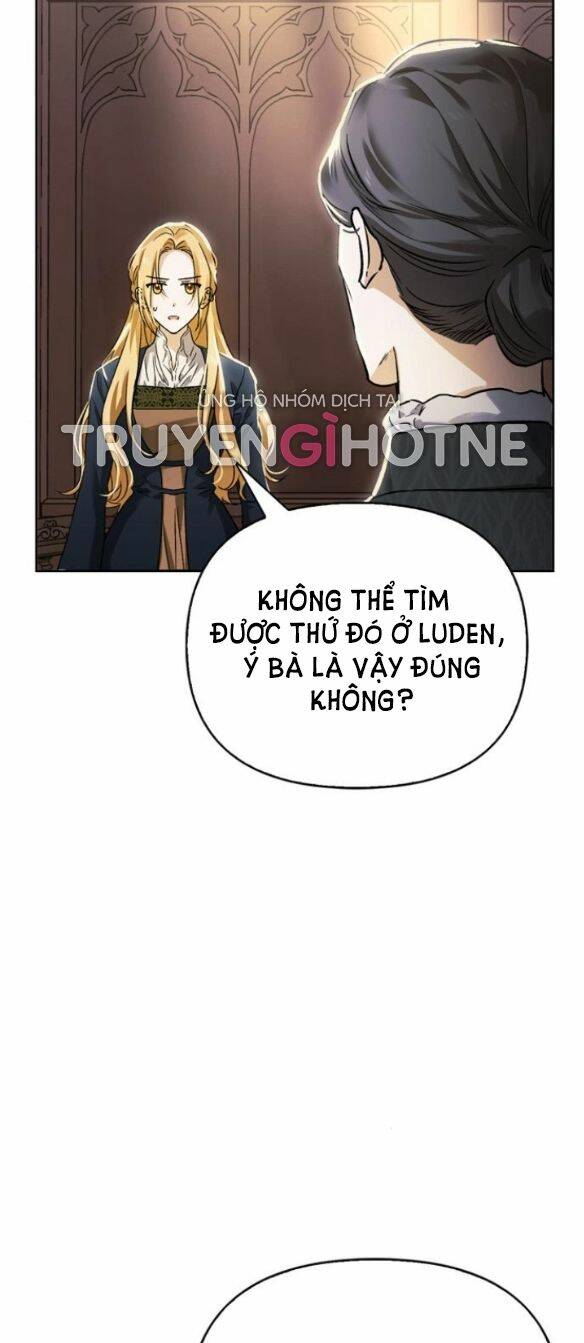 ỦNG HỘ NHÓM DỊCH TẠI
TRUYENGIHOTNE
KHÔNG THỂ TÌM
ĐƯỢC THỨ ĐÓ Ở LUDEN,
Ý BÀ LÀ VẬY ĐÚNG
KHÔNG?